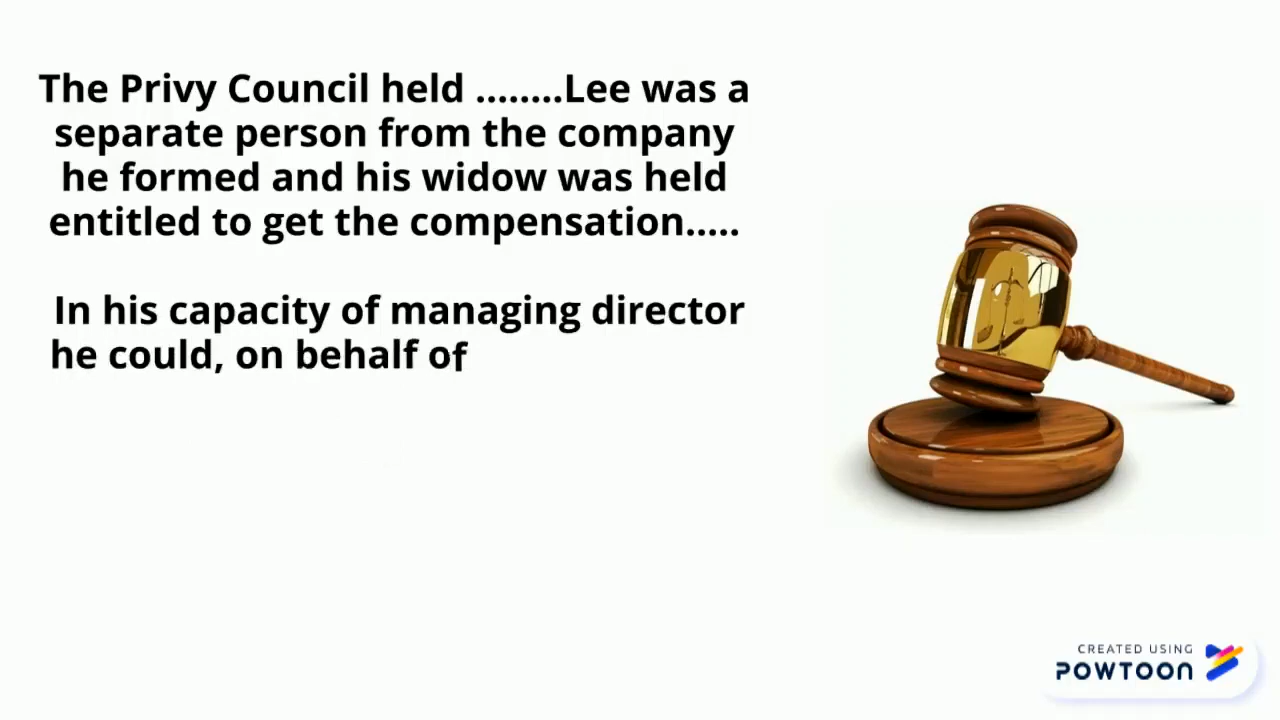 The Privy Council held ........Lee was a
separate person from the company
he formed and his widow was held
entitled to get the compensation.....
In his capacity of managing director
he could, on behalf of
CREATED USING
POWTOON